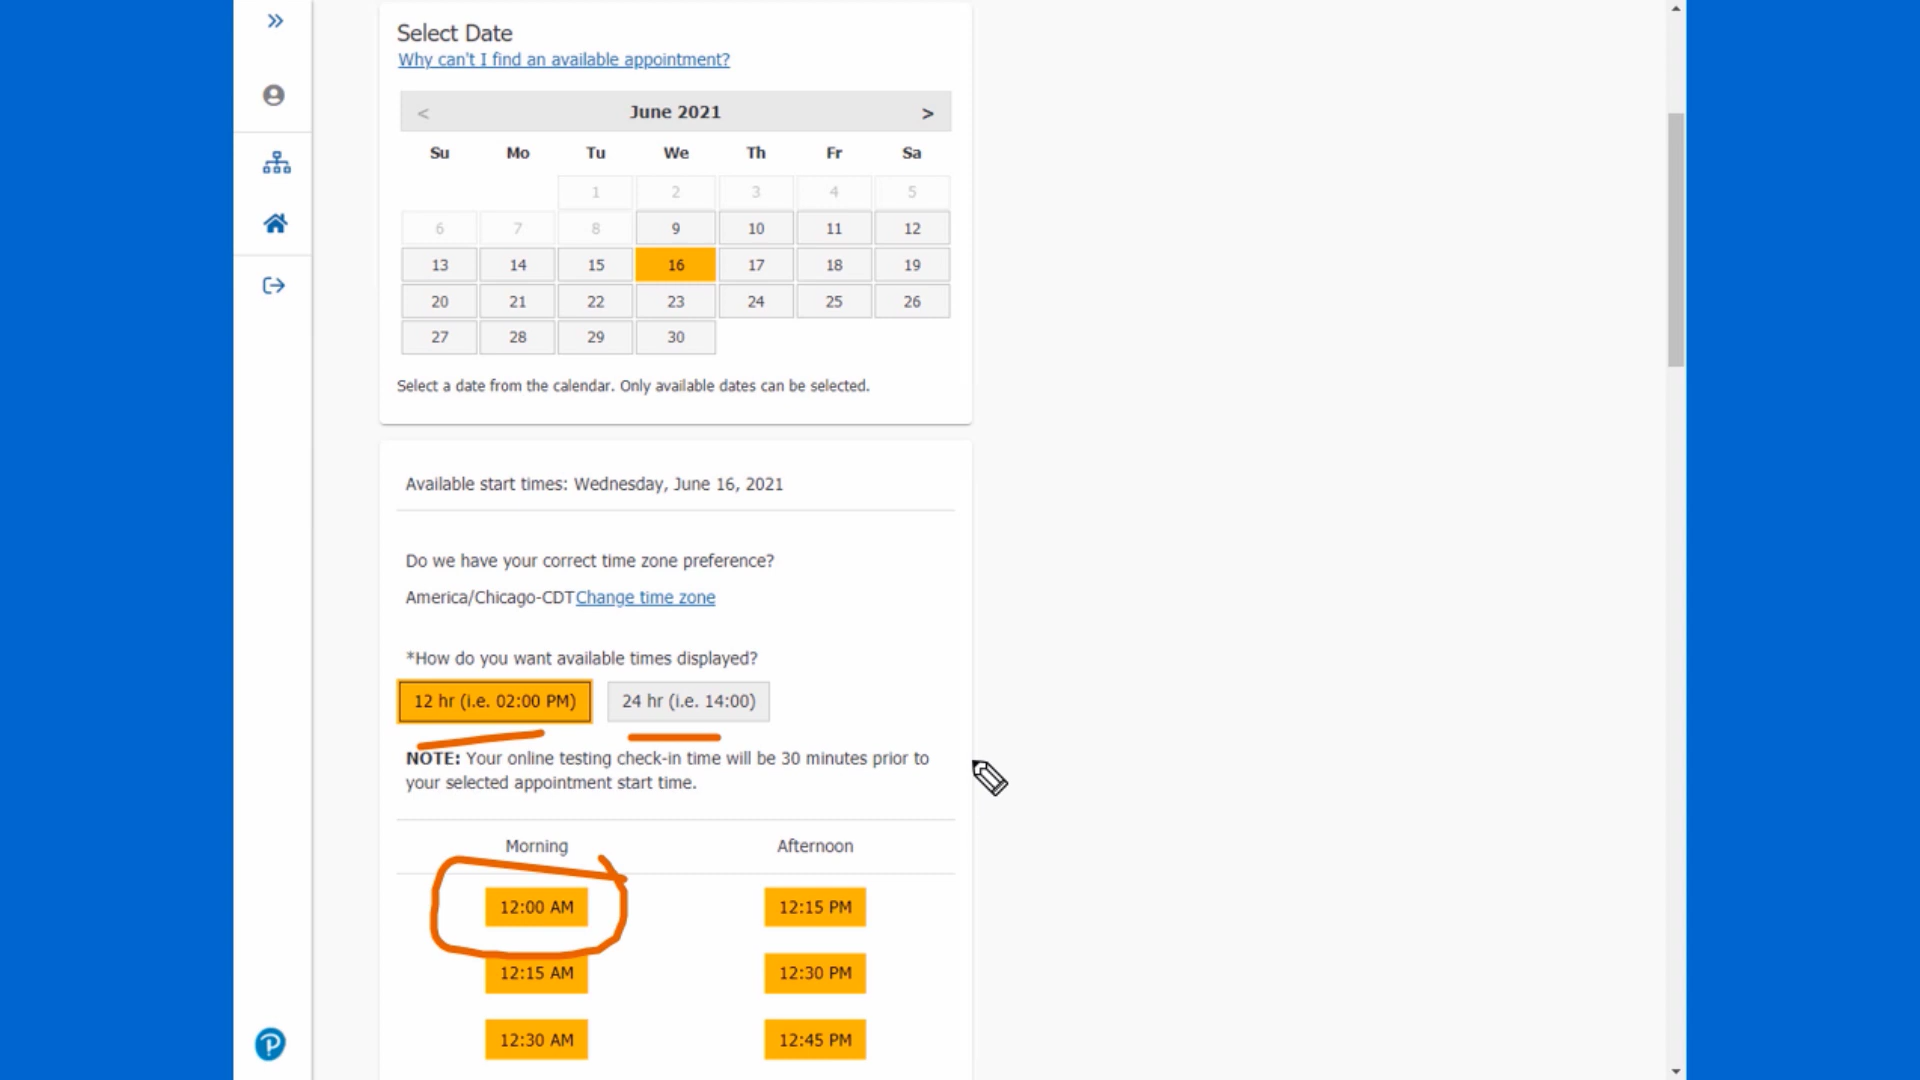 Select Date
Why can't I find an available appointment?
< June 2021 >
Su Mo Tu We Th Fr Sa
1 2 3 4 5
6 7 8 9 10 11 12
13 14 15 16 17 18 19
20 21 22 23 24 25 26
27 28 29 30
Select a date from the calendar. Only available dates can be selected.
Available start times: Wednesday, June 16, 2021
Do we have your correct time zone preference?
America/Chicago-CDTChange time zone
*How do you want available times displayed?
12 hr (i.e. 02:00 PM) 24 hr (i.e. 14:00)
NOTE: Your online testing check-in time will be 30 minutes prior to
your selected appointment start time.
Morning Afternoon
12:00 AM 12:15 PM
12:15 AM 12:30 PM
12:30 AM 12:45 PM